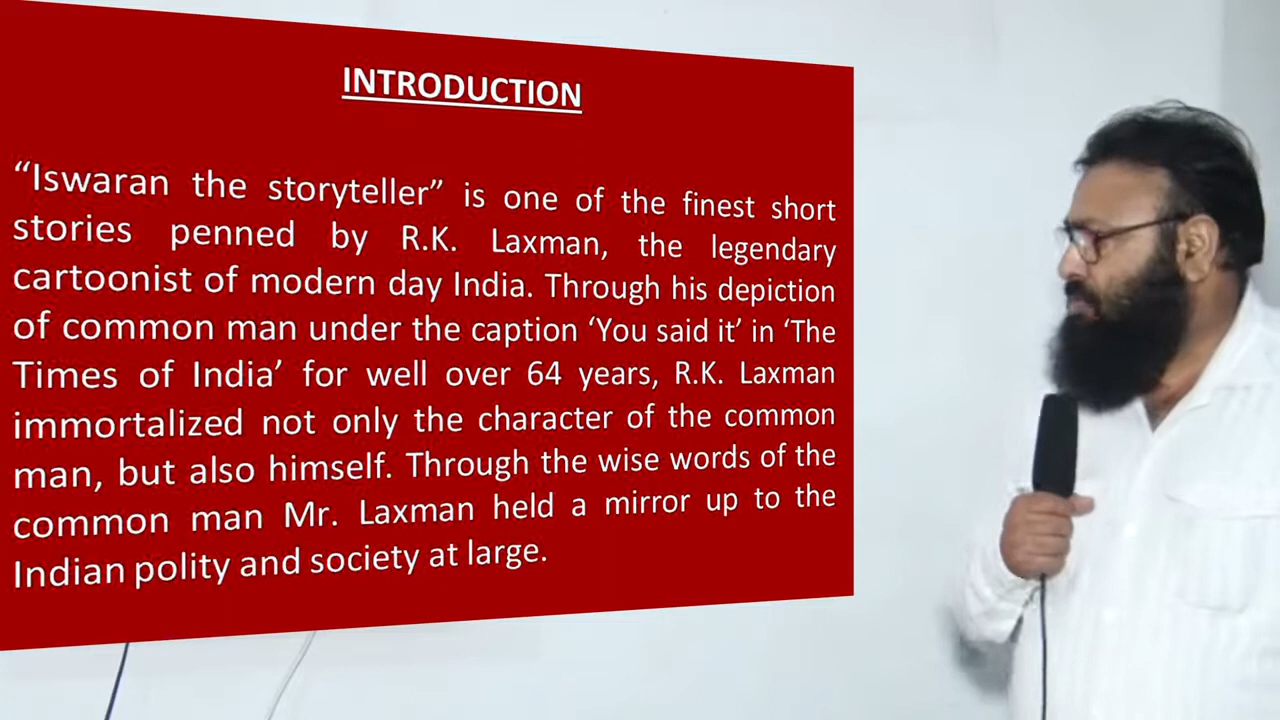 INTRODUCTION
“Iswaran the storyteller” is one of the finest short
stories penned by R.K. Laxman, the legendary
cartoonist of modern day India. Through his depiction
of common man under the caption ‘You said it’ in ‘The
Times of India’ for well over 64 years, R.K. Laxman
immortalized not only the character of the common
man, but also himself. Through the wise words of the
common man Mr. Laxman held a mirror up to the
Indian polity and society at large.